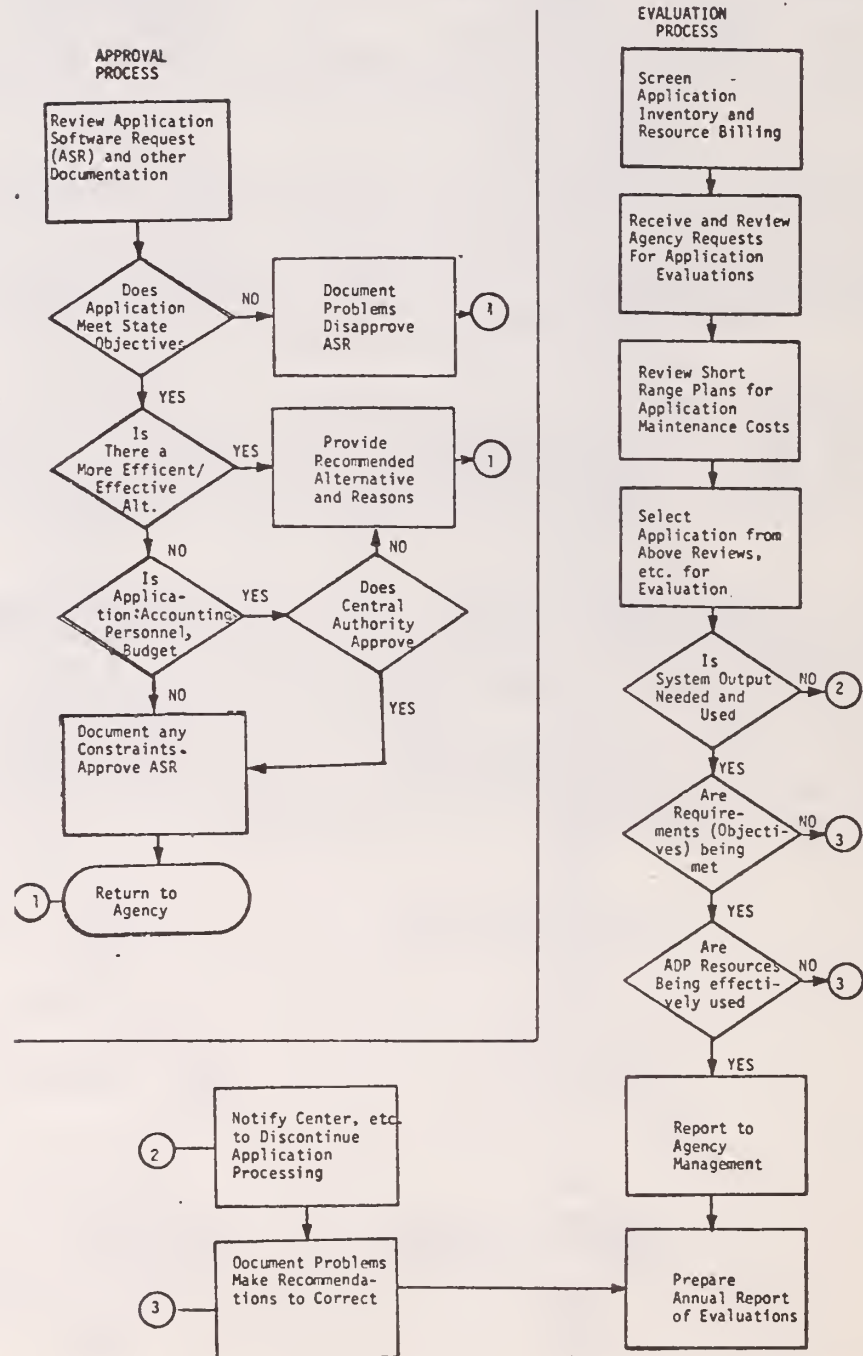 APPROVAL
PROCESS
Review Application
Software Request
(ASR) and other
Documentation
Does
Application
Meet State
Objectives
NO
Document
Problems
Disapprove
ASR
YES
Is
There a
More Efficent/
Effective
Alt.
YES
Provide
Recommended
Alternative
and Reasons
1
NO
NO
Is
Applica-
tion:Accounting
Personnel,
Budget
YES
Does
Central
Authority
Approve
NO
YES
Document any
Constraints.
Approve ASR
1
Return to
Agency
EVALUATION
PROCESS
Screen -
Application
Inventory and
Resource Billing
Receive and Review
Agency Requests
For Application
Evaluations
Review Short
Range Plans for
Application
Maintenance Costs
Select
Application from
Above Reviews,
etc. for
Evaluation
Is
System Output
Needed and
Used
NO
2
YES
Are
Require-
ments (Objecti-
ves) being
met
NO
3
YES
Are
ADP Resources
Being effecti-
vely used
NO
3
YES
Report to
Agency
Management
2
Notify Center, etc.
to Discontinue
Application
Processing
3
Document Problems
Make Recommenda-
tions to Correct
Prepare
Annual Report
of Evaluations